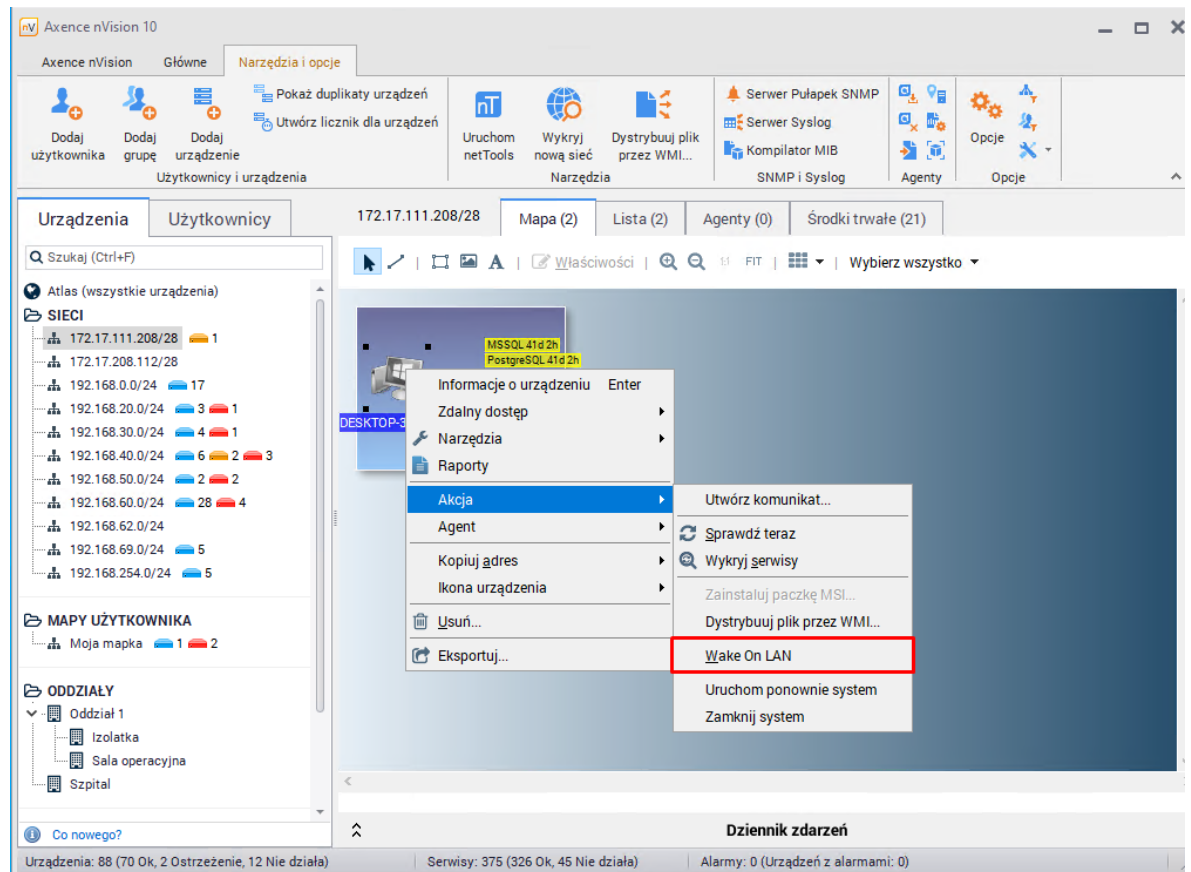 nV Axence nVision 10
Axence nVision Główne Narzędzia i opcje
Dodaj użytkownika
Dodaj grupę
Dodaj urządzenie
Pokaż duplikaty urządzeń
Utwórz licznik dla urządzeń
Użytkownicy i urządzenia
nT
Uruchom netTools
Wykryj nową sieć
Dystrybuuj plik przez WMI...
Narzędzia
Serwer Pułapek SNMP
Serwer Syslog
Kompilator MIB
SNMP i Syslog
Agenty
Opcje
Opcje
Urządzenia Użytkownicy
Szukaj (Ctrl+F)
Atlas (wszystkie urządzenia)
SIECI
172.17.111.208/28 1
172.17.208.112/28
192.168.0.0/24 17
192.168.20.0/24 3 1
192.168.30.0/24 4 1
192.168.40.0/24 6 2 3
192.168.50.0/24 2 2
192.168.60.0/24 28 4
192.168.62.0/24
192.168.69.0/24 5
192.168.254.0/24 5
MAPY UŻYTKOWNIKA
Moja mapka 1 2
ODDZIAŁY
Oddział 1
Izolatka
Sala operacyjna
Szpital
Co nowego?
172.17.111.208/28 Mapa (2) Lista (2) Agenty (0) Środki trwałe (21)
A Właściwości 1:1 FIT Wybierz wszystko
MSSQL 41d 2h
PostgreSQL 41d 2h
DESKTOP-3
Informacje o urządzeniu Enter
Zdalny dostęp
Narzędzia
Raporty
Akcja
Agent
Kopiuj adres
Ikona urządzenia
Usuń...
Eksportuj...
Utwórz komunikat...
Sprawdź teraz
Wykryj serwisy
Zainstaluj paczkę MSI...
Dystrybuuj plik przez WMI...
Wake On LAN
Uruchom ponownie system
Zamknij system
Dziennik zdarzeń
Urządzenia: 88 (70 Ok, 2 Ostrzeżenie, 12 Nie działa) Serwisy: 375 (326 Ok, 45 Nie działa) Alarmy: 0 (Urządzeń z alarmami: 0)